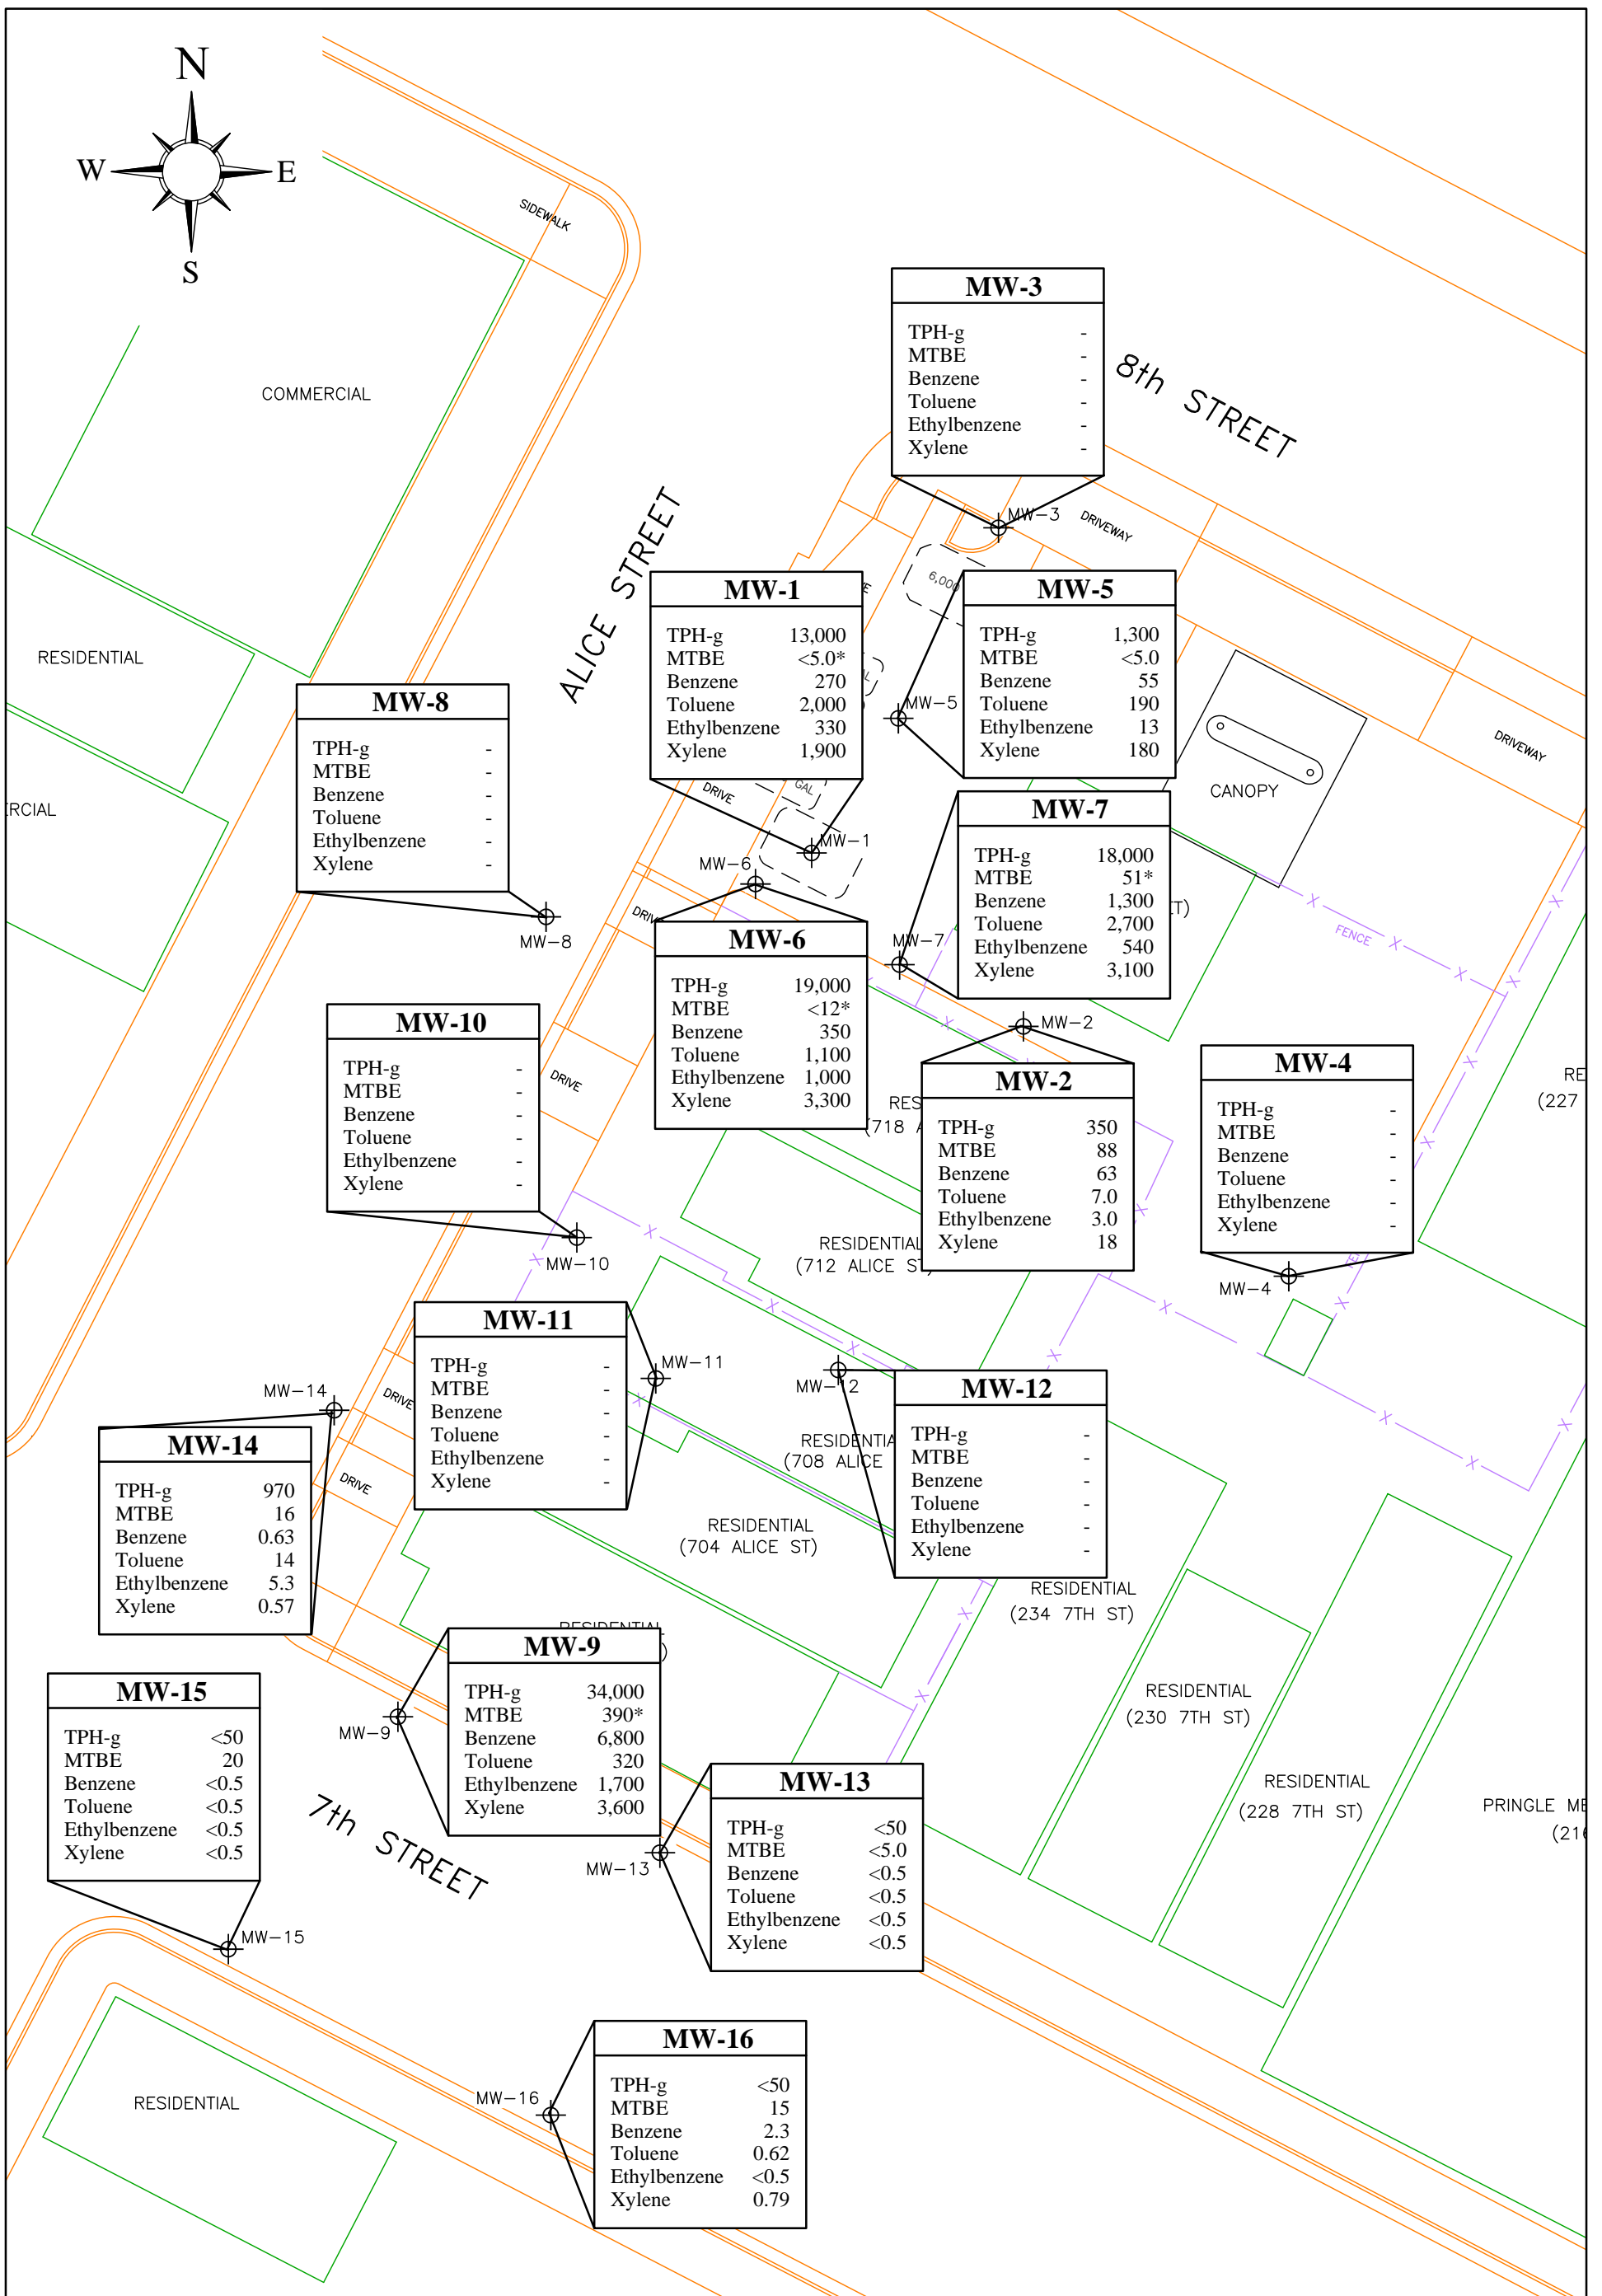 N
W E
S
SIDEWALK
COMMERCIAL
RESIDENTIAL
ALICE STREET
8th STREET
MW-3
TPH-g -
MTBE -
Benzene -
Toluene -
Ethylbenzene -
Xylene -
MW-3
DRIVEWAY
6,000
MW-1
TPH-g 13,000
MTBE <5.0*
Benzene 270
Toluene 2,000
Ethylbenzene 330
Xylene 1,900
MW-1
DRIVE
GAL
MW-5
TPH-g 1,300
MTBE <5.0
Benzene 55
Toluene 190
Ethylbenzene 13
Xylene 180
MW-5
DRIVEWAY
CANOPY
MW-8
TPH-g -
MTBE -
Benzene -
Toluene -
Ethylbenzene -
Xylene -
MW-8
MW-7
TPH-g 18,000
MTBE 51*
Benzene 1,300
Toluene 2,700
Ethylbenzene 540
Xylene 3,100
MW-7
FENCE
MW-6
MW-6
TPH-g 19,000
MTBE <12*
Benzene 350
Toluene 1,100
Ethylbenzene 1,000
Xylene 3,300
MW-10
TPH-g -
MTBE -
Benzene -
Toluene -
Ethylbenzene -
Xylene -
MW-10
DRIVE
MW-2
MW-2
TPH-g 350
MTBE 88
Benzene 63
Toluene 7.0
Ethylbenzene 3.0
Xylene 18
MW-4
TPH-g -
MTBE -
Benzene -
Toluene -
Ethylbenzene -
Xylene -
MW-4
(227
RESIDENTIAL
(712 ALICE ST)
MW-11
TPH-g -
MTBE -
Benzene -
Toluene -
Ethylbenzene -
Xylene -
MW-11
MW-12
MW-12
TPH-g -
MTBE -
Benzene -
Toluene -
Ethylbenzene -
Xylene -
(708 ALICE
MW-14
DRIVE
DRIVE
MW-14
TPH-g 970
MTBE 16
Benzene 0.63
Toluene 14
Ethylbenzene 5.3
Xylene 0.57
RESIDENTIAL
(704 ALICE ST)
RESIDENTIAL
(234 7TH ST)
MW-9
TPH-g 34,000
MTBE 390*
Benzene 6,800
Toluene 320
Ethylbenzene 1,700
Xylene 3,600
MW-9
RESIDENTIAL
(230 7TH ST)
RESIDENTIAL
(228 7TH ST)
PRINGLE
(216
MW-15
TPH-g <50
MTBE 20
Benzene <0.5
Toluene <0.5
Ethylbenzene <0.5
Xylene <0.5
MW-15
7th STREET
MW-13
TPH-g <50
MTBE <5.0
Benzene <0.5
Toluene <0.5
Ethylbenzene <0.5
Xylene <0.5
MW-13
MW-16
TPH-g <50
MTBE 15
Benzene 2.3
Toluene 0.62
Ethylbenzene <0.5
Xylene 0.79
MW-16
RESIDENTIAL